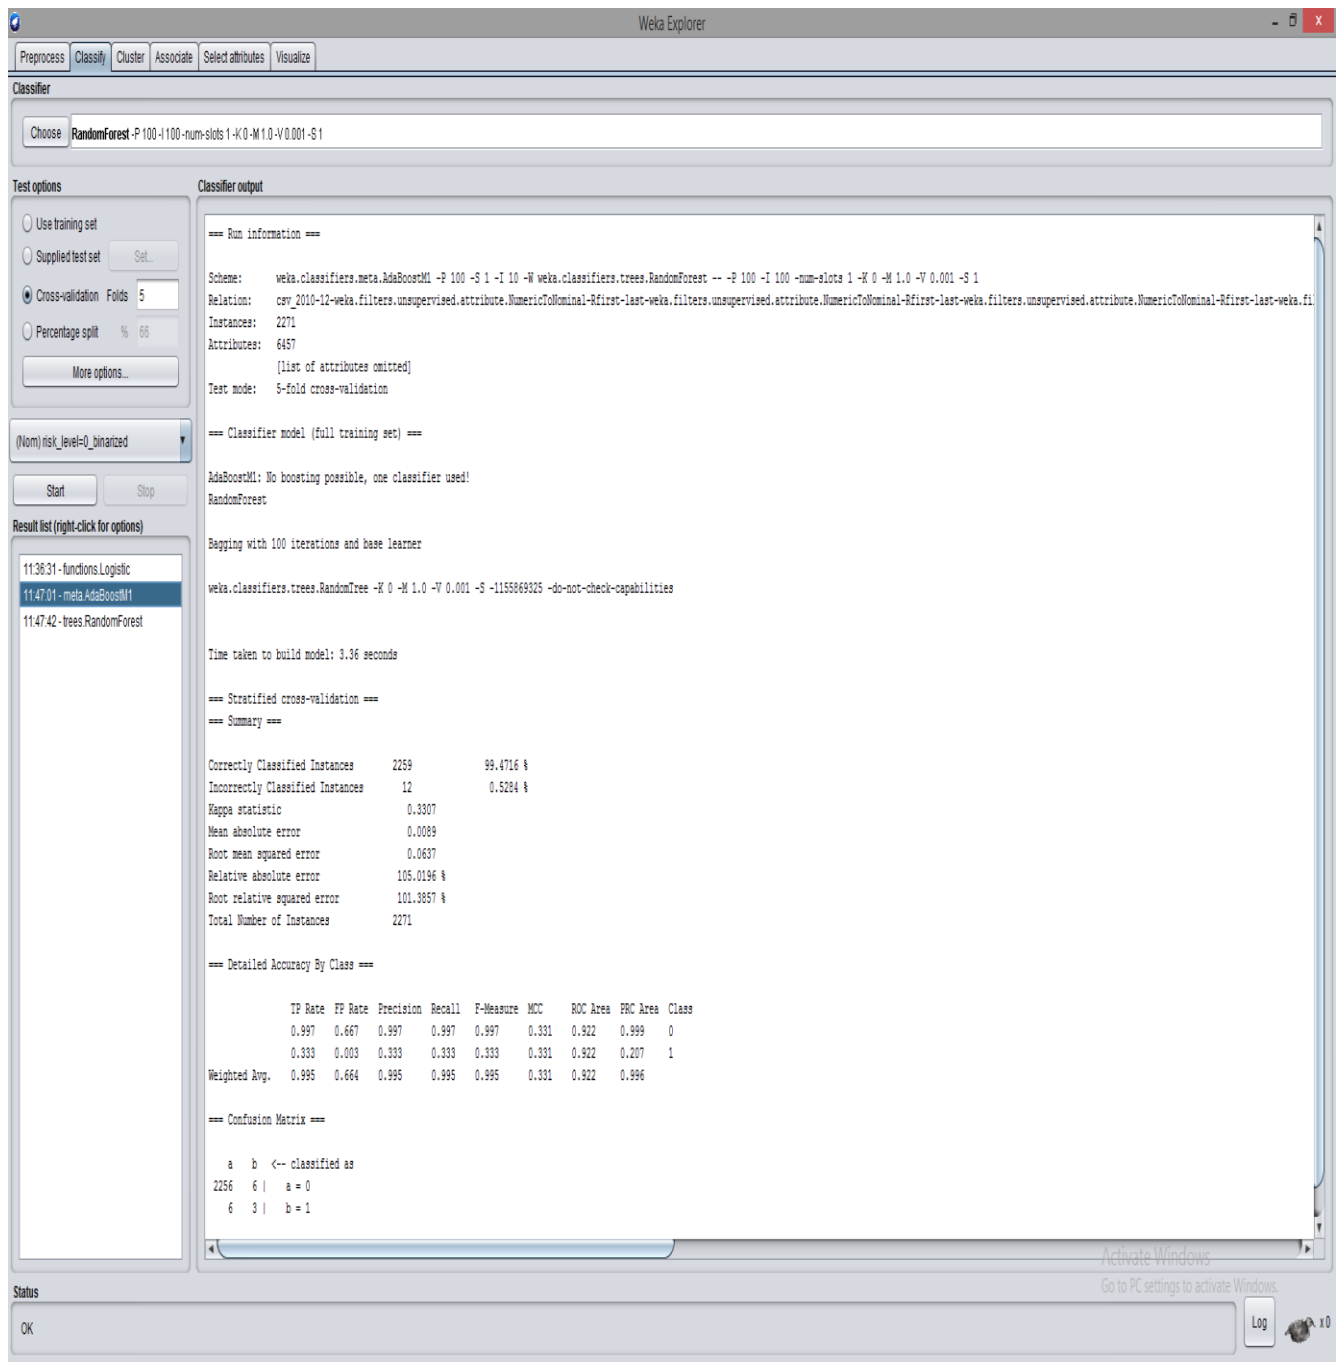 Weka Explorer
Preprocess Classify Cluster Associate Select attributes Visualize
Classifier
Choose RandomForest -P 100 -I 100 -num-slots 1 -K 0 -M 1.0 -V 0.001 -S 1
Test options
Use training set
Supplied test set Set...
Cross-validation Folds 5
Percentage split % 66
More options...
(Nom) risk_level=0_binarized
Start Stop
Result list (right-click for options)
11:36:31 - functions.Logistic
11:47:01 - meta.AdaBoostM1
11:47:42 - trees.RandomForest
Classifier output
=== Run information ===
Scheme: weka.classifiers.meta.AdaBoostM1 -P 100 -S 1 -I 10 -W weka.classifiers.trees.RandomForest -- -P 100 -I 100 -num-slots 1 -K 0 -M 1.0 -V 0.001 -S 1
Relation: csv_2010-12-weka.filters.unsupervised.attribute.NumericToNominal-Rfirst-last-weka.filters.unsupervised.attribute.NumericToNominal-Rfirst-last-weka.filters.unsupervised.attribute.NumericToNominal-Rfirst-last-weka.fil
Instances: 2271
Attributes: 6457
[list of attributes omitted]
Test mode: 5-fold cross-validation
=== Classifier model (full training set) ===
AdaBoostM1: No boosting possible, one classifier used!
RandomForest
Bagging with 100 iterations and base learner
weka.classifiers.trees.RandomTree -K 0 -M 1.0 -V 0.001 -S -1155869325 -do-not-check-capabilities
Time taken to build model: 3.36 seconds
=== Stratified cross-validation ===
=== Summary ===
Correctly Classified Instances 2259 99.4716 %
Incorrectly Classified Instances 12 0.5284 %
Kappa statistic 0.3307
Mean absolute error 0.0089
Root mean squared error 0.0637
Relative absolute error 105.0196 %
Root relative squared error 101.3857 %
Total Number of Instances 2271
=== Detailed Accuracy By Class ===
TP Rate FP Rate Precision Recall F-Measure MCC ROC Area PRC Area Class
0.997 0.667 0.997 0.997 0.997 0.331 0.922 0.999 0
0.333 0.003 0.333 0.333 0.333 0.331 0.922 0.207 1
Weighted Avg. 0.995 0.664 0.995 0.995 0.995 0.331 0.922 0.996
=== Confusion Matrix ===
a b <-- classified as
2256 6 | a = 0
6 3 | b = 1
Activate Windows
Go to PC settings to activate Windows.
Status
OK
Log x 0